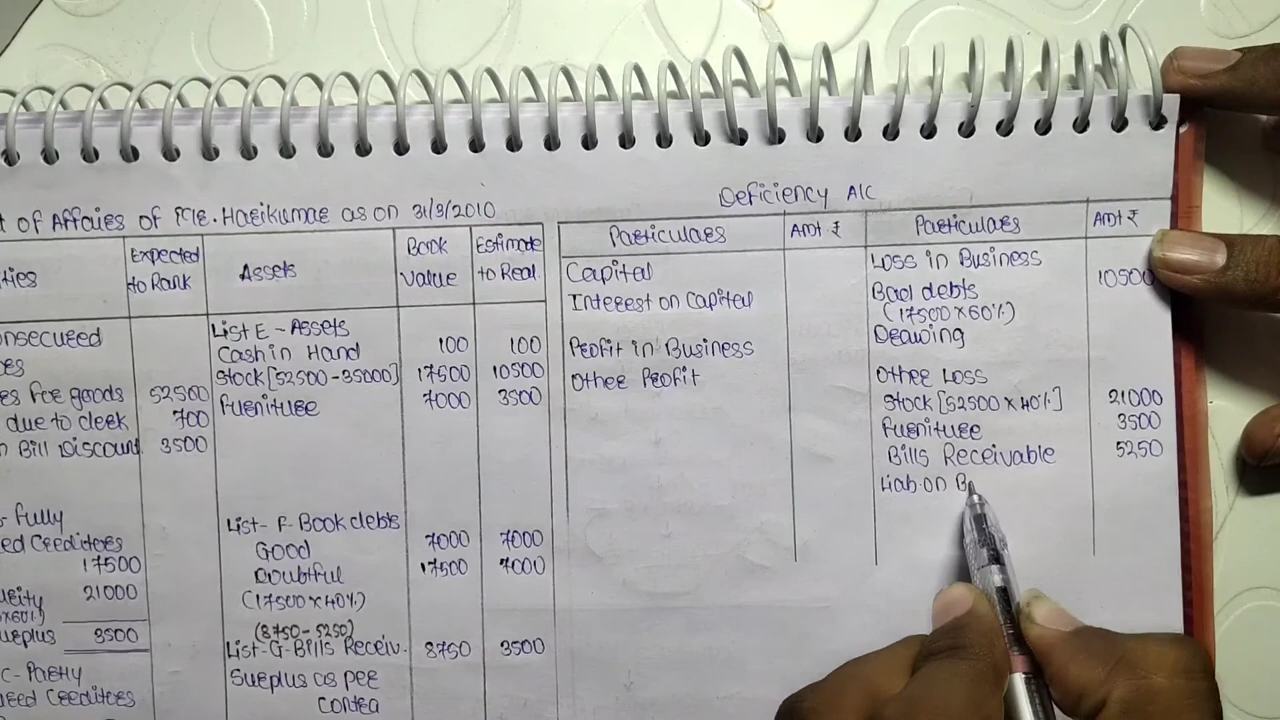 t of Affairs of Mr. Harikumar as on 31/3/2010
ties
Expected to Rank
Assets
Book Value
Estimate to Real
nsecured
List E - Assets
Cash in Hand 100 100
Stock [52500-35000] 17500 10500
es for goods 52500
Furniture 7000 3500
due to clerk 700
n Bill Discount 3500
fully
ed Creditors
17500
List - F - Book debts
Good 7000 7000
Doubtful 17500 7000
(17500 x 40%)
urity 21000
x60%)
urplus 3500
(8750-5250)
List-G-Bills Receiv. 8750 3500
C- Partly
ured Creditors
Surplus as per
contra
Deficiency A/C
Particulars Amt ₹ Particulars Amt ₹
Capital
Interest on Capital
Profit in Business
Other Profit
Loss in Business
Bad debts 10500
(17500 x 60%)
Drawing
Other Loss
Stock [52500 x 40%] 21000
Furniture 3500
Bills Receivable 5250
Liab.on B